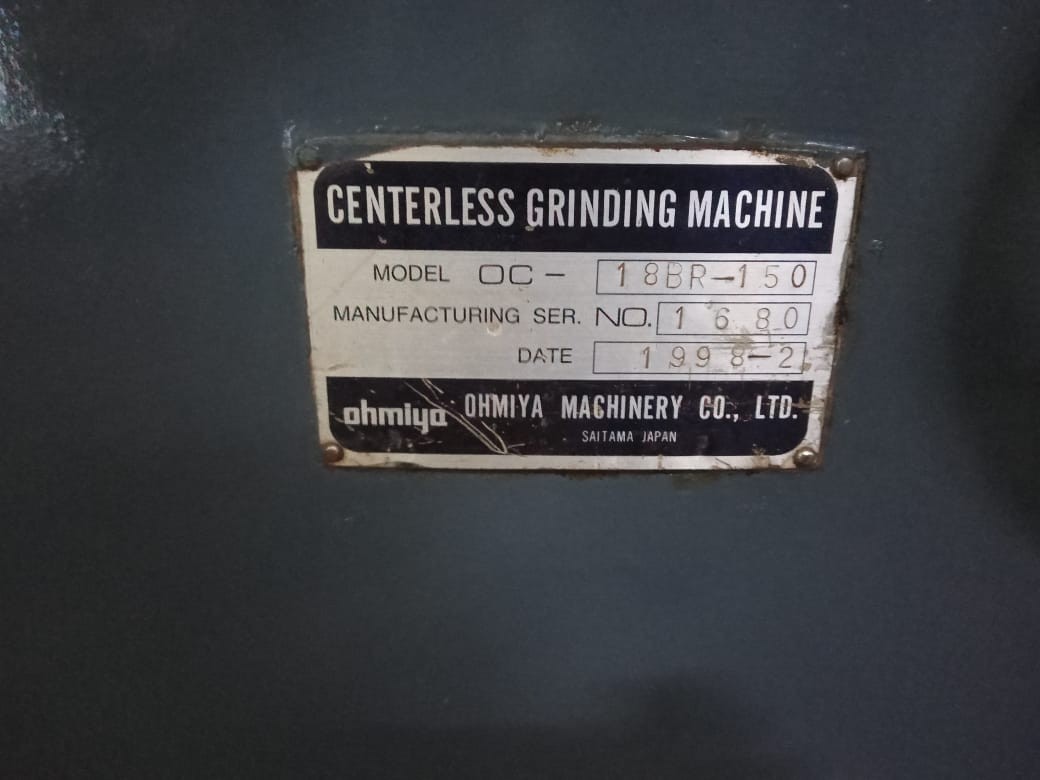 CENTERLESS GRINDING MACHINE
MODEL OC- 18BR-150
MANUFACTURING SER. NO. 1680
DATE 1998-2
ohmiya OHMIYA MACHINERY CO., LTD.
SAITAMA JAPAN